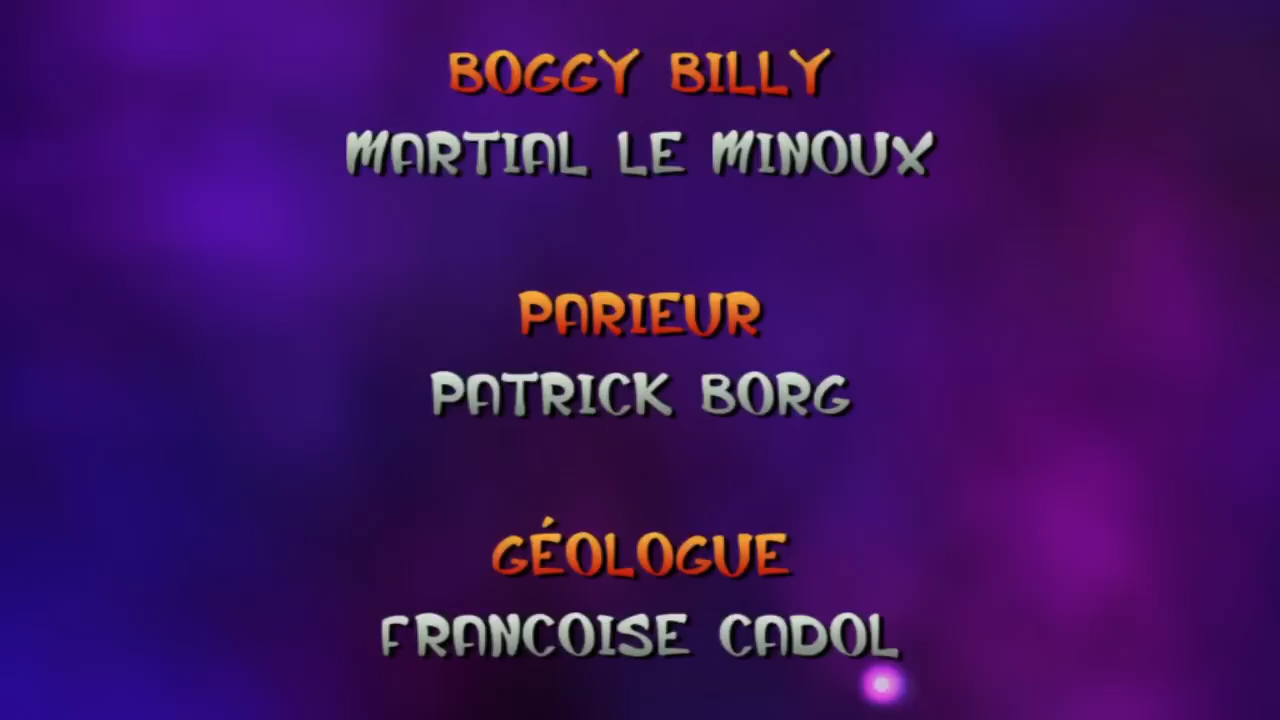 BOGGY BILLY
MARTIAL LE MINOUX
PARIEUR
PATRICK BORG
GÉOLOGUE
FRANCOISE CADOL